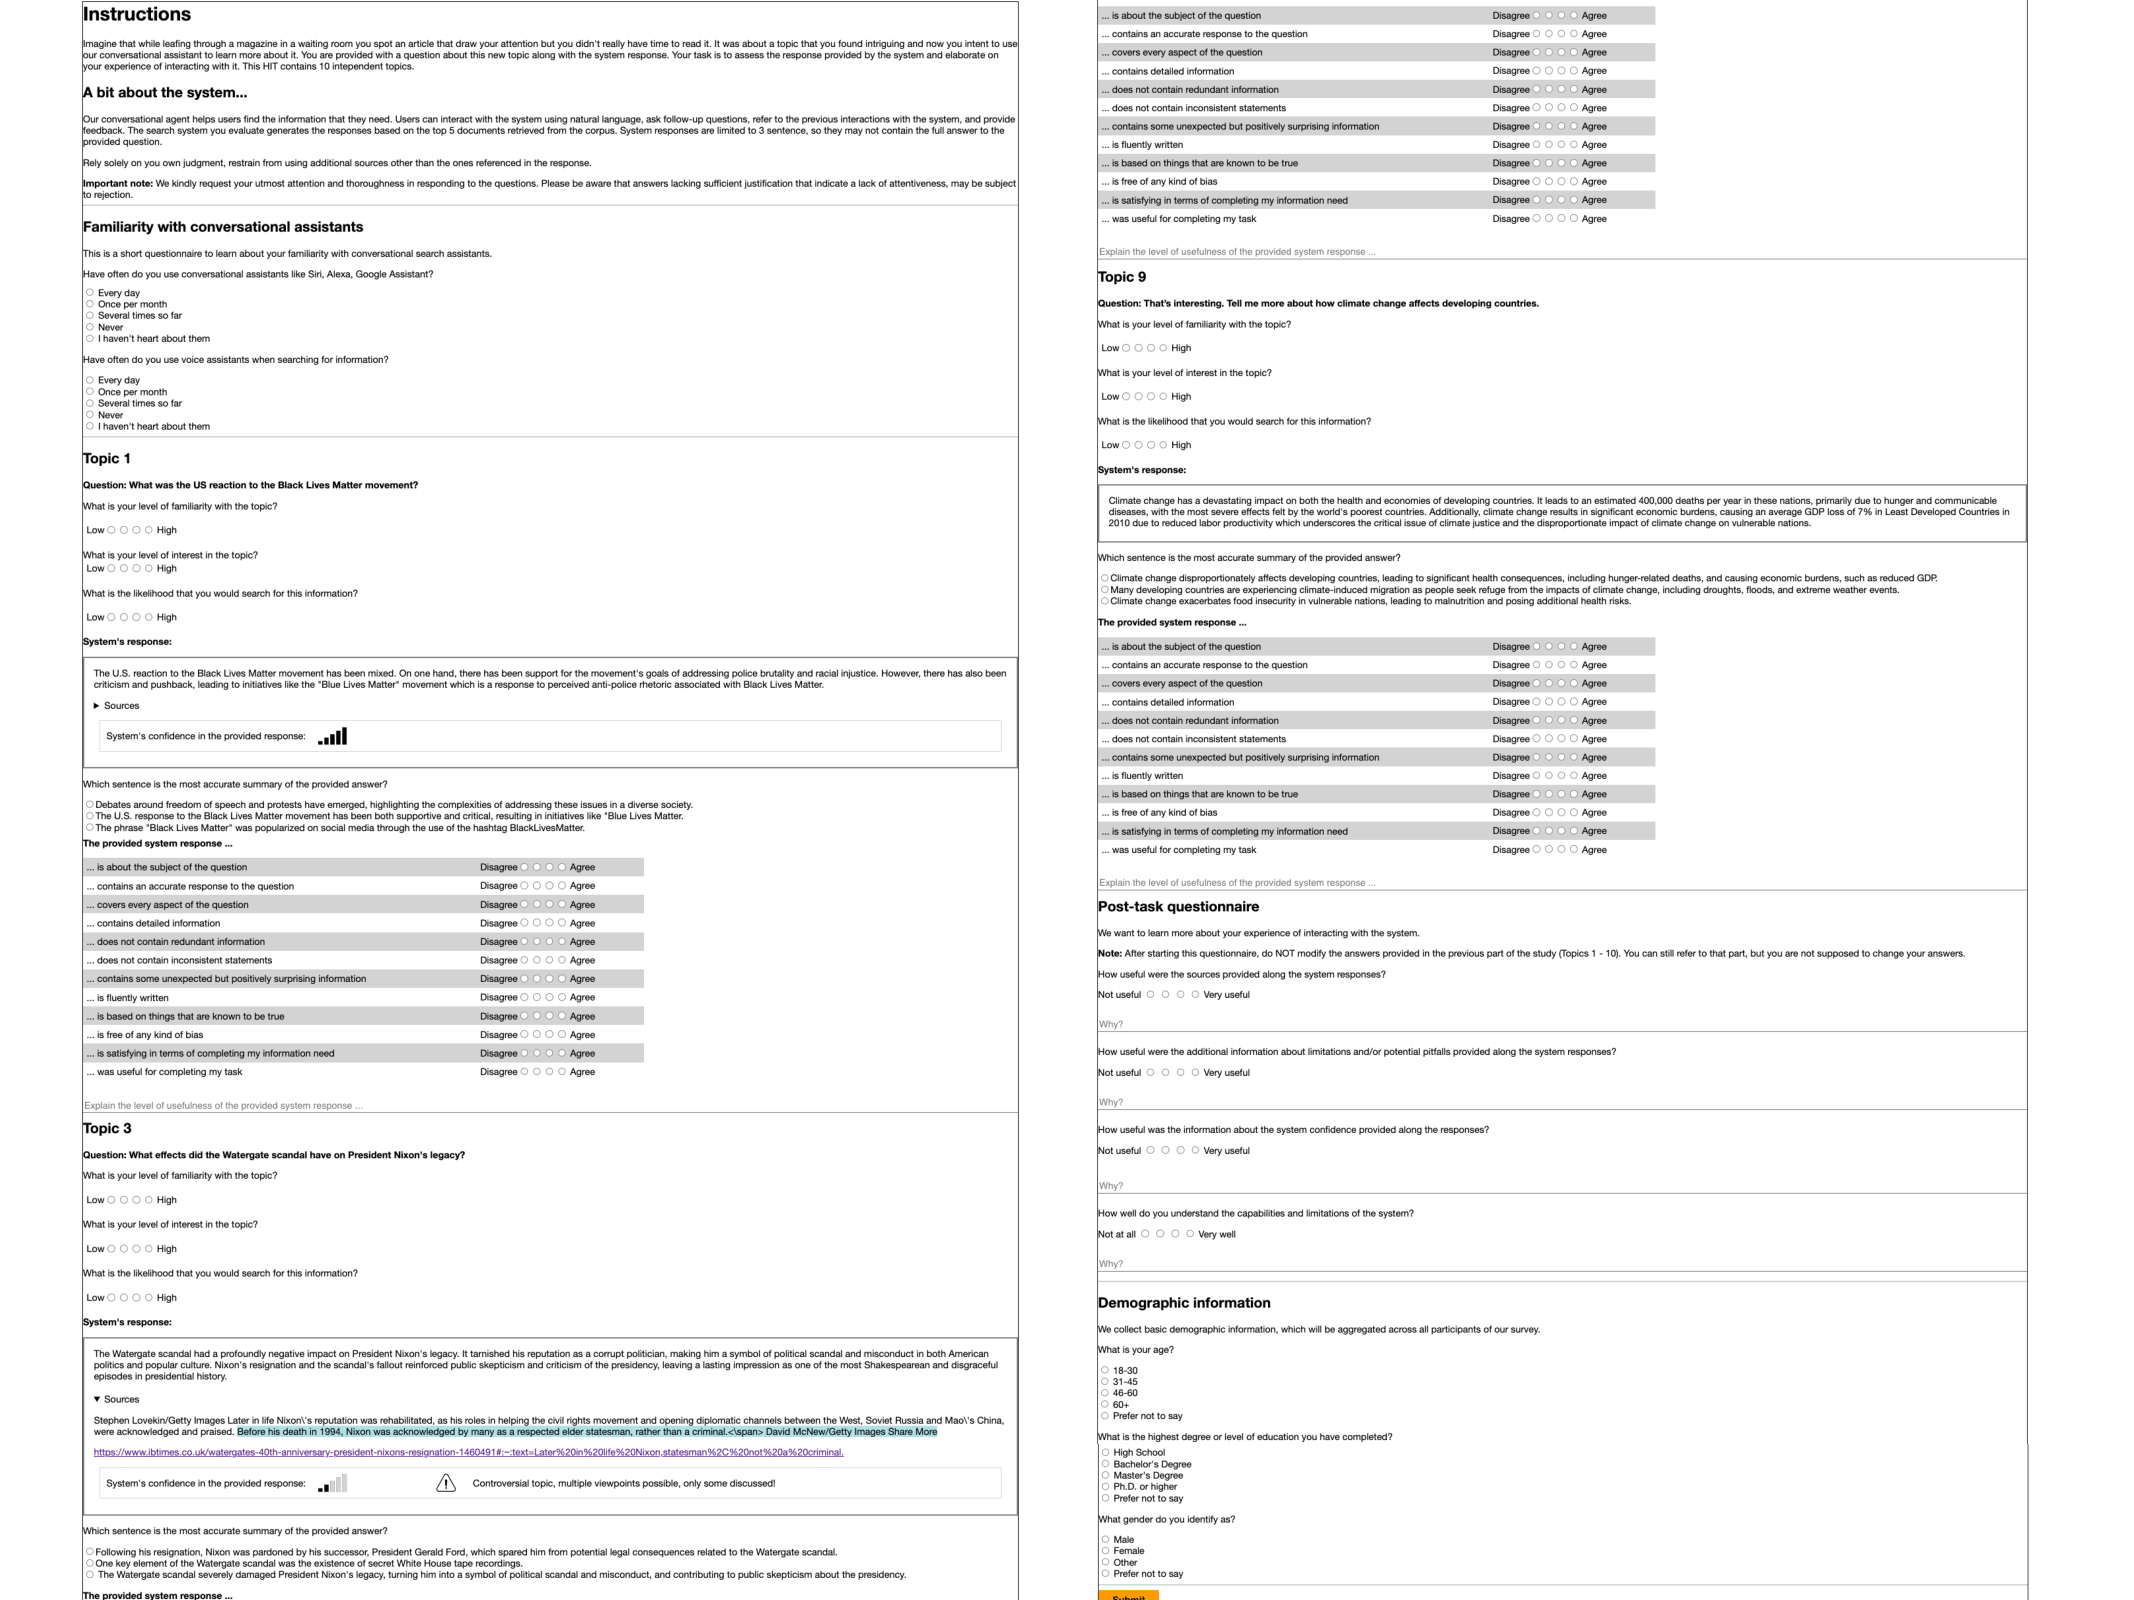 Instructions
Imagine that while leafing through a magazine in a waiting room you spot an article that draw your attention but you didn't really have time to read it. It was about a topic that you found intriguing and now you intent to use
our conversational assistant to learn more about it. You are provided with a question about this new topic along with the system response. Your task is to assess the response provided by the system and elaborate on
your experience of interacting with it. This HIT contains 10 intependent topics.
A bit about the system...
Our conversational agent helps users find the information that they need. Users can interact with the system using natural language, ask follow-up questions, refer to the previous interactions with the system, and provide
feedback. The search system you evaluate generates the responses based on the top 5 documents retrieved from the corpus. System responses are limited to 3 sentence, so they may not contain the full answer to the
provided question.
Rely solely on you own judgment, restrain from using additional sources other than the ones referenced in the response.
Important note: We kindly request your utmost attention and thoroughness in responding to the questions. Please be aware that answers lacking sufficient justification that indicate a lack of attentiveness, may be subject
to rejection.
Familiarity with conversational assistants
This is a short questionnaire to learn about your familiarity with conversational search assistants.
Have often do you use conversational assistants like Siri, Alexa, Google Assistant?
Every day
Once per month
Several times so far
Never
I haven't heart about them
Have often do you use voice assistants when searching for information?
Every day
Once per month
Several times so far
Never
I haven't heart about them
Topic 1
Question: What was the US reaction to the Black Lives Matter movement?
What is your level of familiarity with the topic?
Low High
What is your level of interest in the topic?
Low High
What is the likelihood that you would search for this information?
Low High
System's response:
The U.S. reaction to the Black Lives Matter movement has been mixed. On one hand, there has been support for the movement's goals of addressing police brutality and racial injustice. However, there has also been
criticism and pushback, leading to initiatives like the "Blue Lives Matter" movement which is a response to perceived anti-police rhetoric associated with Black Lives Matter.
Sources
System's confidence in the provided response:
Which sentence is the most accurate summary of the provided answer?
Debates around freedom of speech and protests have emerged, highlighting the complexities of addressing these issues in a diverse society.
The U.S. response to the Black Lives Matter movement has been both supportive and critical, resulting in initiatives like "Blue Lives Matter.
The phrase "Black Lives Matter" was popularized on social media through the use of the hashtag BlackLivesMatter.
The provided system response ...
... is about the subject of the question Disagree Agree
... contains an accurate response to the question Disagree Agree
... covers every aspect of the question Disagree Agree
... contains detailed information Disagree Agree
... does not contain redundant information Disagree Agree
... does not contain inconsistent statements Disagree Agree
... contains some unexpected but positively surprising information Disagree Agree
... is fluently written Disagree Agree
... is based on things that are known to be true Disagree Agree
... is free of any kind of bias Disagree Agree
... is satisfying in terms of completing my information need Disagree Agree
... was useful for completing my task Disagree Agree
Explain the level of usefulness of the provided system response ...
Topic 3
Question: What effects did the Watergate scandal have on President Nixon's legacy?
What is your level of familiarity with the topic?
Low High
What is your level of interest in the topic?
Low High
What is the likelihood that you would search for this information?
Low High
System's response:
The Watergate scandal had a profoundly negative impact on President Nixon's legacy. It tarnished his reputation as a corrupt politician, making him a symbol of political scandal and misconduct in both American
politics and popular culture. Nixon's resignation and the scandal's fallout reinforced public skepticism and criticism of the presidency, leaving a lasting impression as one of the most Shakespearean and disgraceful
episodes in presidential history.
Sources
Stephen Lovekin/Getty Images Later in life Nixon\'s reputation was rehabilitated, as his roles in helping the civil rights movement and opening diplomatic channels between the West, Soviet Russia and Mao\'s China,
were acknowledged and praised. Before his death in 1994, Nixon was acknowledged by many as a respected elder statesman, rather than a criminal.<\span> David McNew/Getty Images Share More
https://www.ibtimes.co.uk/watergates-40th-anniversary-president-nixons-resignation-1460491#:~:text=Later%20in%20life%20Nixon,statesman%2C%20not%20a%20criminal.
System's confidence in the provided response: Controversial topic, multiple viewpoints possible, only some discussed!
Which sentence is the most accurate summary of the provided answer?
Following his resignation, Nixon was pardoned by his successor, President Gerald Ford, which spared him from potential legal consequences related to the Watergate scandal.
One key element of the Watergate scandal was the existence of secret White House tape recordings.
The Watergate scandal severely damaged President Nixon's legacy, turning him into a symbol of political scandal and misconduct, and contributing to public skepticism about the presidency.
The provided system response ...
... is about the subject of the question Disagree Agree
... contains an accurate response to the question Disagree Agree
... covers every aspect of the question Disagree Agree
... contains detailed information Disagree Agree
... does not contain redundant information Disagree Agree
... does not contain inconsistent statements Disagree Agree
... contains some unexpected but positively surprising information Disagree Agree
... is fluently written Disagree Agree
... is based on things that are known to be true Disagree Agree
... is free of any kind of bias Disagree Agree
... is satisfying in terms of completing my information need Disagree Agree
... was useful for completing my task Disagree Agree
Explain the level of usefulness of the provided system response ...
Topic 9
Question: That's interesting. Tell me more about how climate change affects developing countries.
What is your level of familiarity with the topic?
Low High
What is your level of interest in the topic?
Low High
What is the likelihood that you would search for this information?
Low High
System's response:
Climate change has a devastating impact on both the health and economies of developing countries. It leads to an estimated 400,000 deaths per year in these nations, primarily due to hunger and communicable
diseases, with the most severe effects felt by the world's poorest countries. Additionally, climate change results in significant economic burdens, causing an average GDP loss of 7% in Least Developed Countries in
2010 due to reduced labor productivity which underscores the critical issue of climate justice and the disproportionate impact of climate change on vulnerable nations.
Which sentence is the most accurate summary of the provided answer?
Climate change disproportionately affects developing countries, leading to significant health consequences, including hunger-related deaths, and causing economic burdens, such as reduced GDP.
Many developing countries are experiencing climate-induced migration as people seek refuge from the impacts of climate change, including droughts, floods, and extreme weather events.
Climate change exacerbates food insecurity in vulnerable nations, leading to malnutrition and posing additional health risks.
The provided system response ...
... is about the subject of the question Disagree Agree
... contains an accurate response to the question Disagree Agree
... covers every aspect of the question Disagree Agree
... contains detailed information Disagree Agree
... does not contain redundant information Disagree Agree
... does not contain inconsistent statements Disagree Agree
... contains some unexpected but positively surprising information Disagree Agree
... is fluently written Disagree Agree
... is based on things that are known to be true Disagree Agree
... is free of any kind of bias Disagree Agree
... is satisfying in terms of completing my information need Disagree Agree
... was useful for completing my task Disagree Agree
Explain the level of usefulness of the provided system response ...
Post-task questionnaire
We want to learn more about your experience of interacting with the system.
Note: After starting this questionnaire, do NOT modify the answers provided in the previous part of the study (Topics 1 - 10). You can still refer to that part, but you are not supposed to change your answers.
How useful were the sources provided along the system responses?
Not useful Very useful
Why?
How useful were the additional information about limitations and/or potential pitfalls provided along the system responses?
Not useful Very useful
Why?
How useful was the information about the system confidence provided along the responses?
Not useful Very useful
Why?
How well do you understand the capabilities and limitations of the system?
Not at all Very well
Why?
Demographic information
We collect basic demographic information, which will be aggregated across all participants of our survey.
What is your age?
18-30
31-45
46-60
60+
Prefer not to say
What is the highest degree or level of education you have completed?
High School
Bachelor's Degree
Master's Degree
Ph.D. or higher
Prefer not to say
What gender do you identify as?
Male
Female
Other
Prefer not to say
Submit